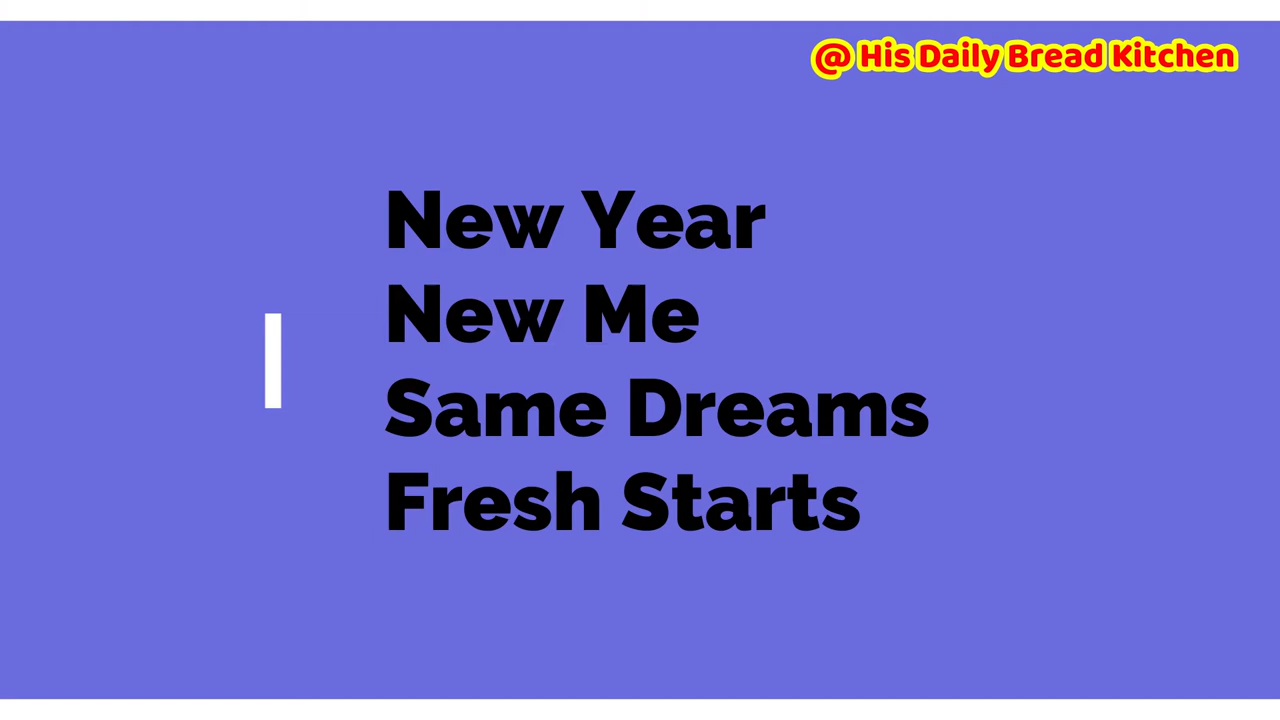 @ His Daily Bread Kitchen
New Year
New Me
Same Dreams
Fresh Starts